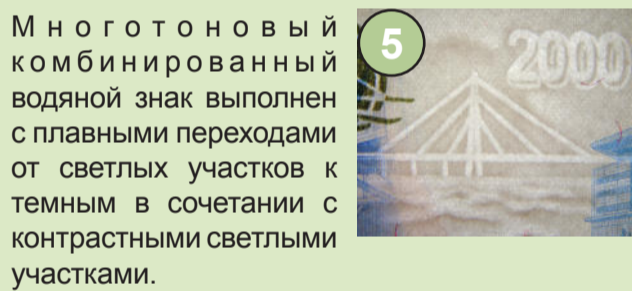 Многотоновый
комбинированный
водяной знак выполнен
с плавными переходами
от светлых участков к
темным в сочетании с
контрастными светлыми
участками.
5
2000